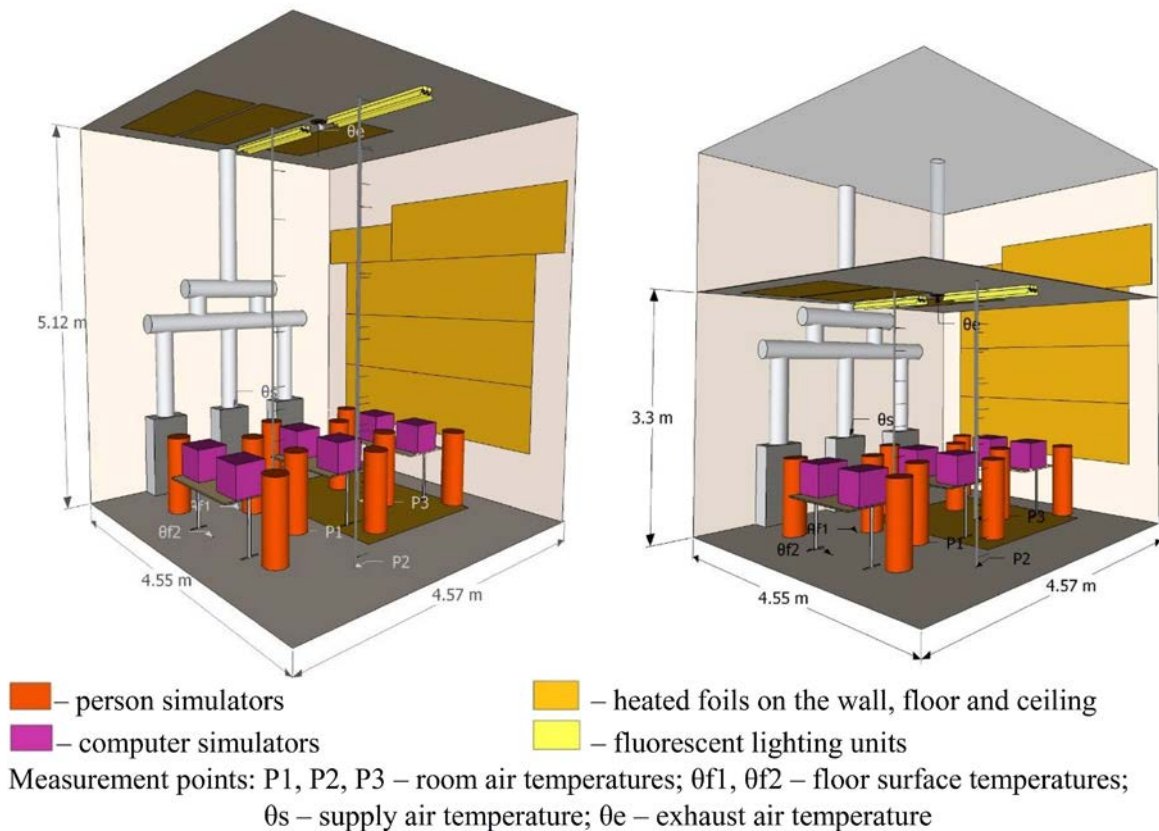 θe
5.12 m
θs
P3
θf1
P1
θf2
P2
4.55 m
4.57 m
θe
3.3 m
θs
P3
θf1
P1
θf2
P2
4.55 m
4.57 m
– person simulators
– heated foils on the wall, floor and ceiling
– computer simulators
– fluorescent lighting units
Measurement points: P1, P2, P3 – room air temperatures; θf1, θf2 – floor surface temperatures;
θs – supply air temperature; θe – exhaust air temperature